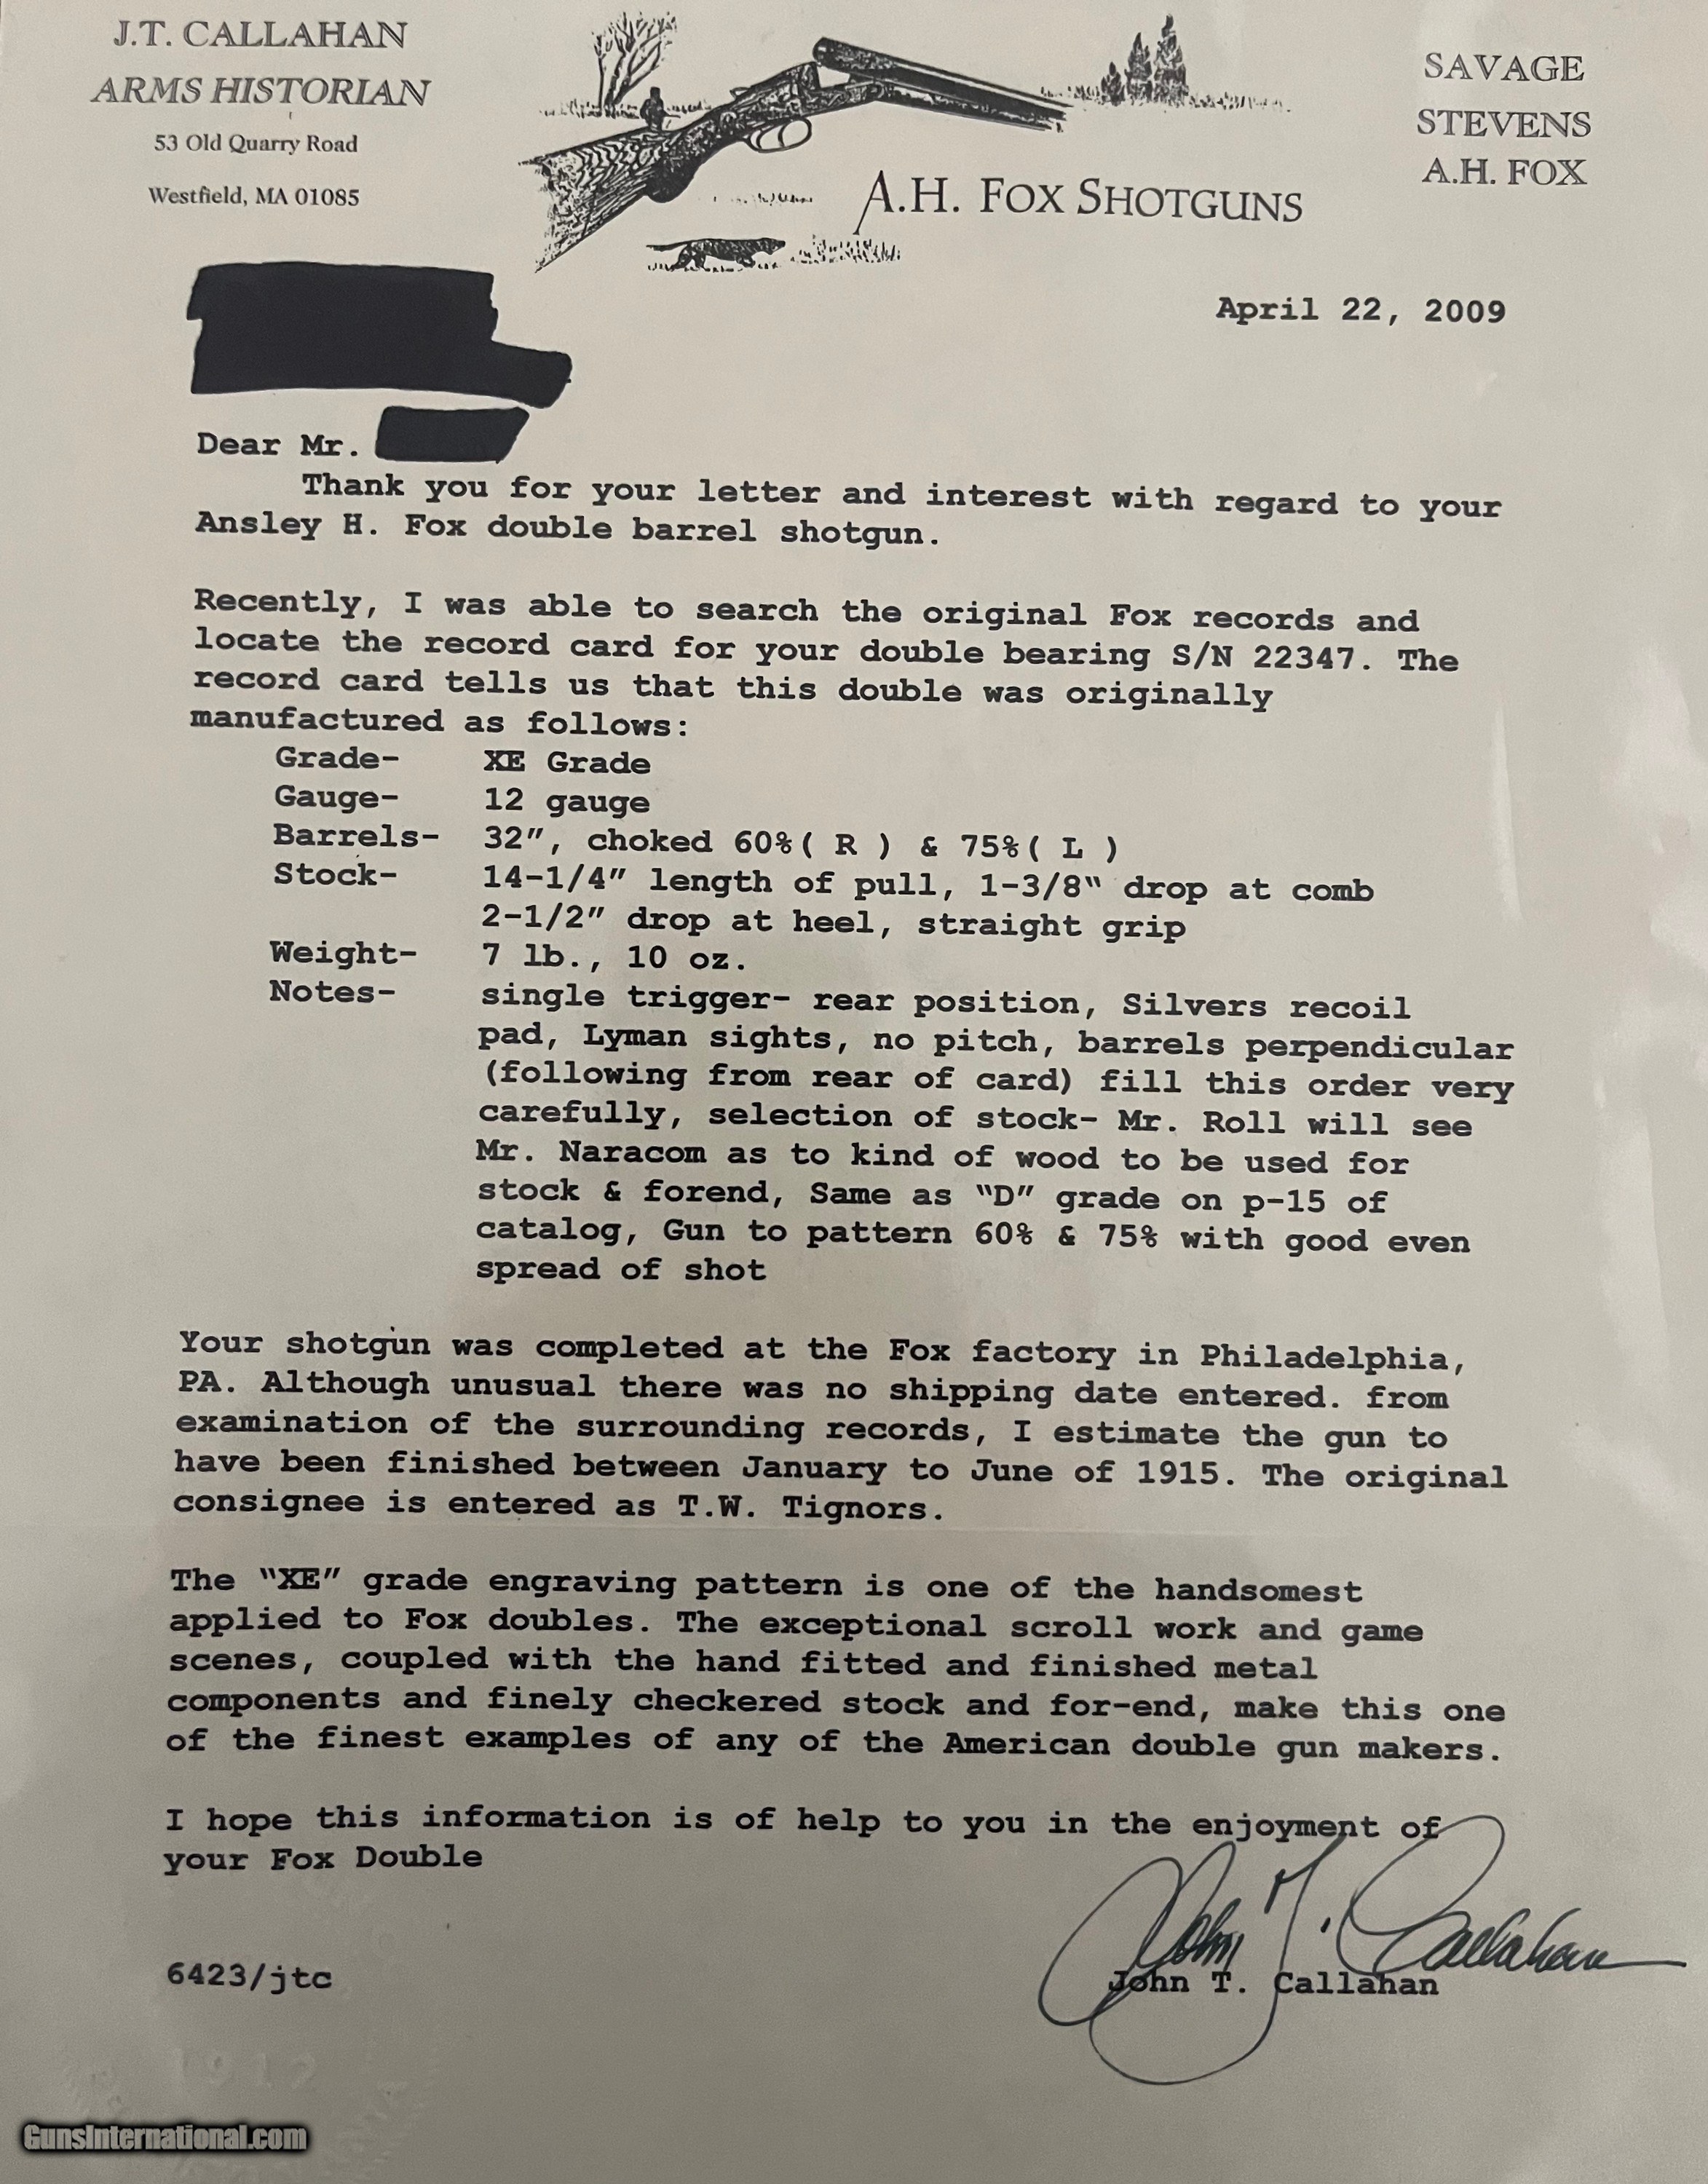 J.T. CALLAHAN
ARMS HISTORIAN
53 Old Quarry Road
Westfield, MA 01085
A.H. FOX SHOTGUNS
SAVAGE
STEVENS
A.H. FOX
April 22, 2009
Dear Mr.
Thank you for your letter and interest with regard to your
Ansley H. Fox double barrel shotgun.
Recently, I was able to search the original Fox records and
locate the record card for your double bearing S/N 22347. The
record card tells us that this double was originally
manufactured as follows:
Grade- XE Grade
Gauge- 12 gauge
Barrels- 32", choked 60%( R ) & 75%( L )
Stock- 14-1/4" length of pull, 1-3/8" drop at comb
2-1/2" drop at heel, straight grip
Weight- 7 lb., 10 oz.
Notes- single trigger- rear position, Silvers recoil
pad, Lyman sights, no pitch, barrels perpendicular
(following from rear of card) fill this order very
carefully, selection of stock- Mr. Roll will see
Mr. Naracom as to kind of wood to be used for
stock & forend, Same as "D" grade on p-15 of
catalog, Gun to pattern 60% & 75% with good even
spread of shot
Your shotgun was completed at the Fox factory in Philadelphia,
PA. Although unusual there was no shipping date entered. from
examination of the surrounding records, I estimate the gun to
have been finished between January to June of 1915. The original
consignee is entered as T.W. Tignors.
The "XE" grade engraving pattern is one of the handsomest
applied to Fox doubles. The exceptional scroll work and game
scenes, coupled with the hand fitted and finished metal
components and finely checkered stock and for-end, make this one
of the finest examples of any of the American double gun makers.
I hope this information is of help to you in the enjoyment of
your Fox Double
John T. Callahan
6423/jtc
John T. Callahan
1912
GunsInternational.com